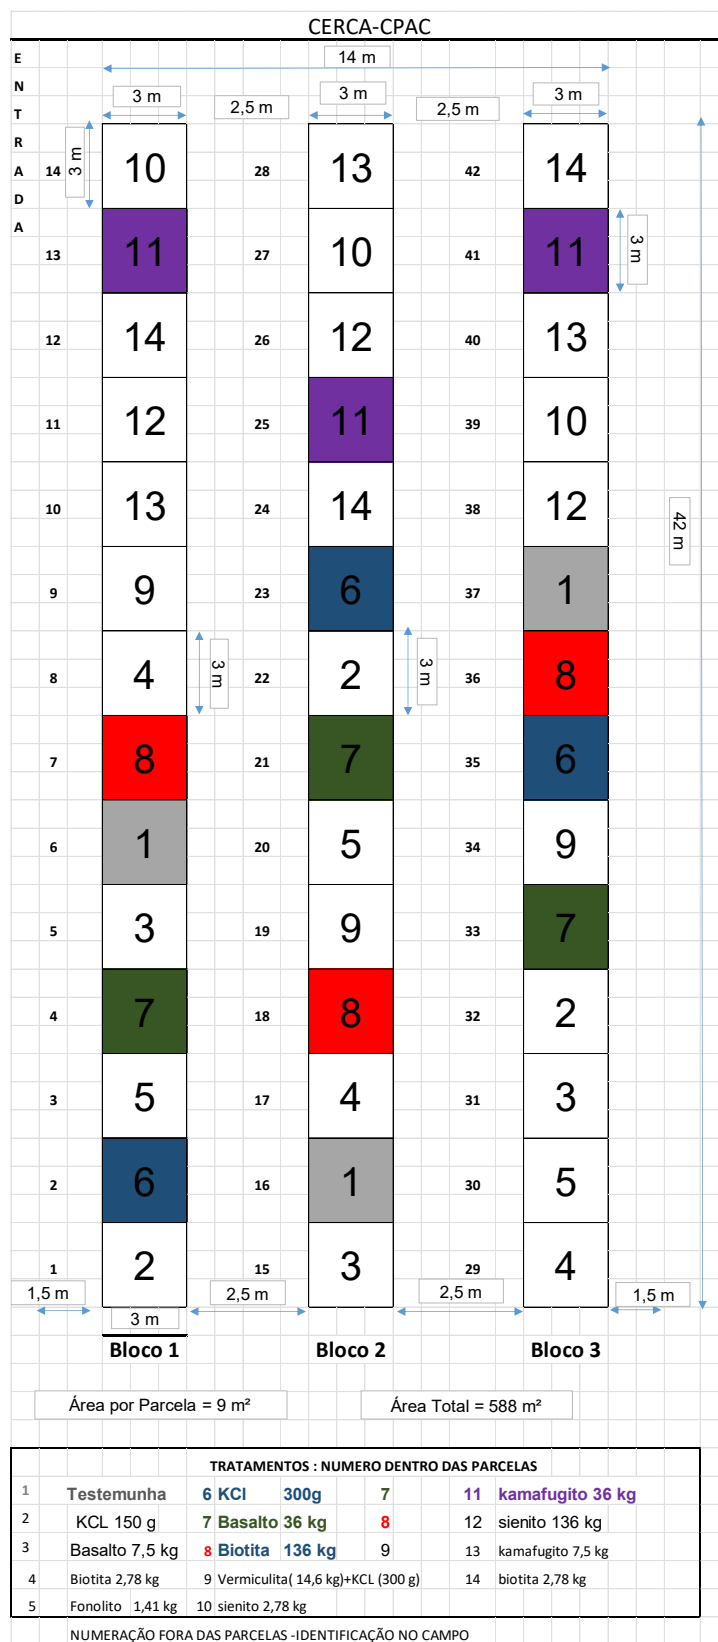 CERCA-CPAC
ENTRADA
14 m
3 m 2,5 m 3 m 2,5 m 3 m
14 3 m 10 28 13 42 14
13 11 27 10 41 11 3 m
12 14 26 12 40 13
11 12 25 11 39 10
10 13 24 14 38 12
42 m
9 9 23 6 37 1
8 4 3 m 22 2 3 m 36 8
7 8 21 7 35 6
6 1 20 5 34 9
5 3 19 9 33 7
4 7 18 8 32 2
3 5 17 4 31 3
2 6 16 1 30 5
1 2 15 3 29 4
1,5 m 2,5 m 2,5 m 1,5 m
3 m
Bloco 1 Bloco 2 Bloco 3
Área por Parcela = 9 m² Área Total = 588 m²
TRATAMENTOS : NUMERO DENTRO DAS PARCELAS
1 Testemunha 6 KCl 300g 7 11 kamafugito 36 kg
2 KCL 150 g 7 Basalto 36 kg 8 12 sienito 136 kg
3 Basalto 7,5 kg 8 Biotita 136 kg 9 13 kamafugito 7,5 kg
4 Biotita 2,78 kg 9 Vermiculita( 14,6 kg)+KCL (300 g) 14 biotita 2,78 kg
5 Fonolito 1,41 kg 10 sienito 2,78 kg
NUMERAÇÃO FORA DAS PARCELAS -IDENTIFICAÇÃO NO CAMPO